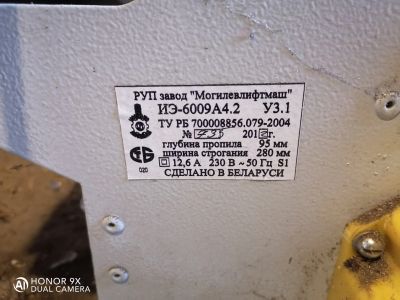 РУП завод "Могилевлифтмаш"
ИЭ-6009А4.2 У3.1
ТУ РБ 700008856.079-2004
№ 201 г.
глубина пропила 95 мм
ширина строгания 280 мм
12,6 А 230 В ~ 50 Гц S1
СДЕЛАНО В БЕЛАРУСИ
020
HONOR 9X
DUAL CAMERA